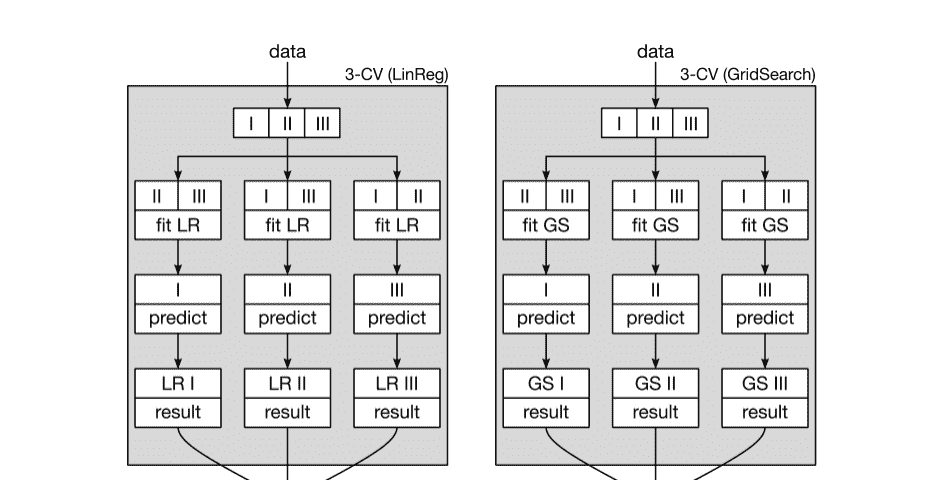 data
3-CV (LinReg)
I II III
II III
fit LR
I III
fit LR
I II
fit LR
I
predict
II
predict
III
predict
LR I
result
LR II
result
LR III
result
data
3-CV (GridSearch)
I II III
II III
fit GS
I III
fit GS
I II
fit GS
I
predict
II
predict
III
predict
GS I
result
GS II
result
GS III
result